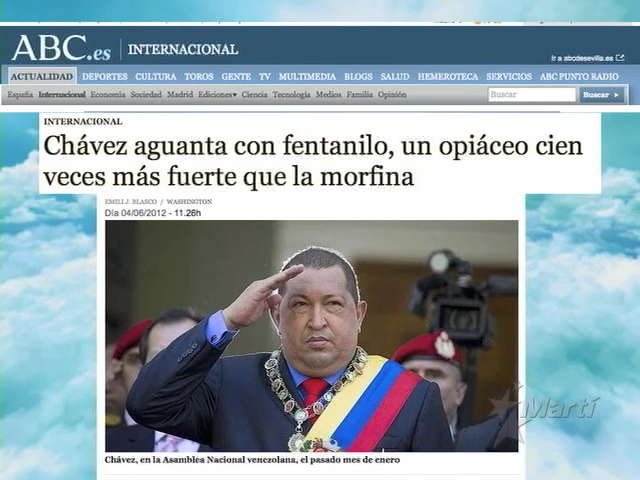 ABC.es INTERNACIONAL
Ir a abcdesevilla.es
ACTUALIDAD DEPORTES CULTURA TOROS GENTE TV MULTIMEDIA BLOGS SALUD HEMEROTECA SERVICIOS ABC PUNTO RADIO
España Internacional Economía Sociedad Madrid Ediciones Ciencia Tecnología Medios Familia Opinión Buscar Buscar
INTERNACIONAL
Chávez aguanta con fentanilo, un opiáceo cien
veces más fuerte que la morfina
EMILI J. BLASCO / WASHINGTON
Día 04/06/2012 - 11.26h
Martí
Chávez, en la Asamblea Nacional venezolana, el pasado mes de enero